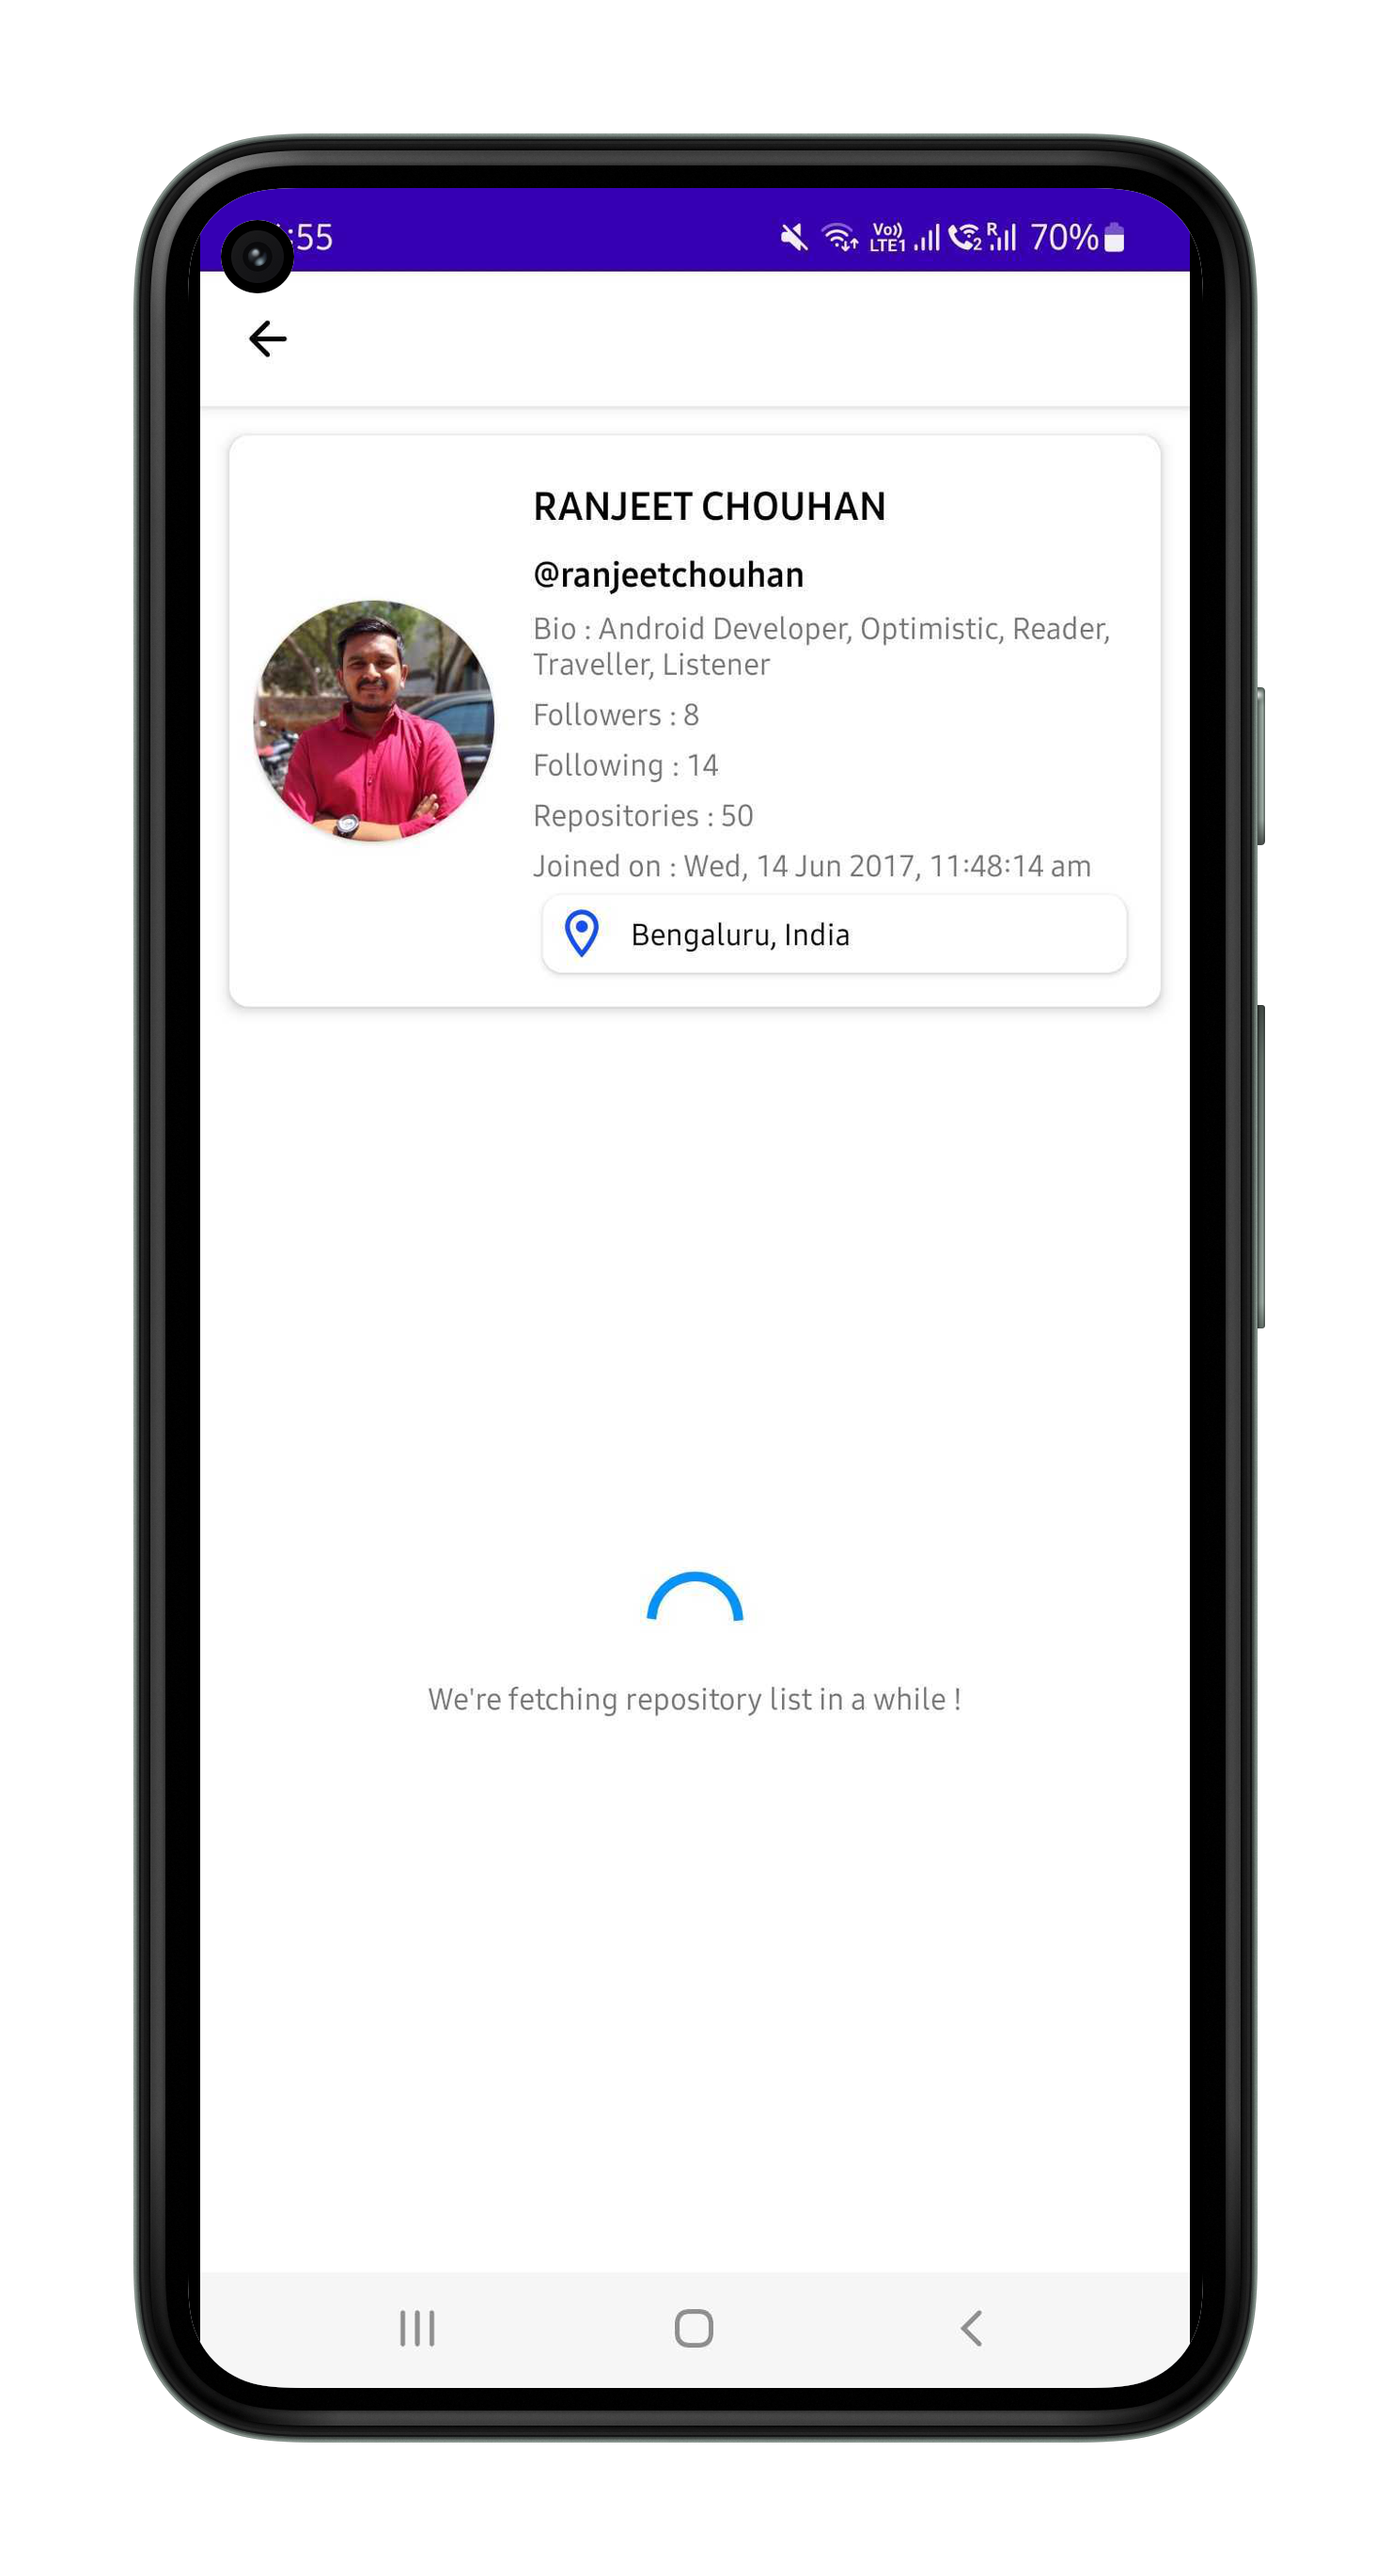 :55 Vo)) LTE1 2 R 70%
RANJEET CHOUHAN
@ranjeetchouhan
Bio : Android Developer, Optimistic, Reader,
Traveller, Listener
Followers : 8
Following : 14
Repositories : 50
Joined on : Wed, 14 Jun 2017, 11:48:14 am
Bengaluru, India
We're fetching repository list in a while !